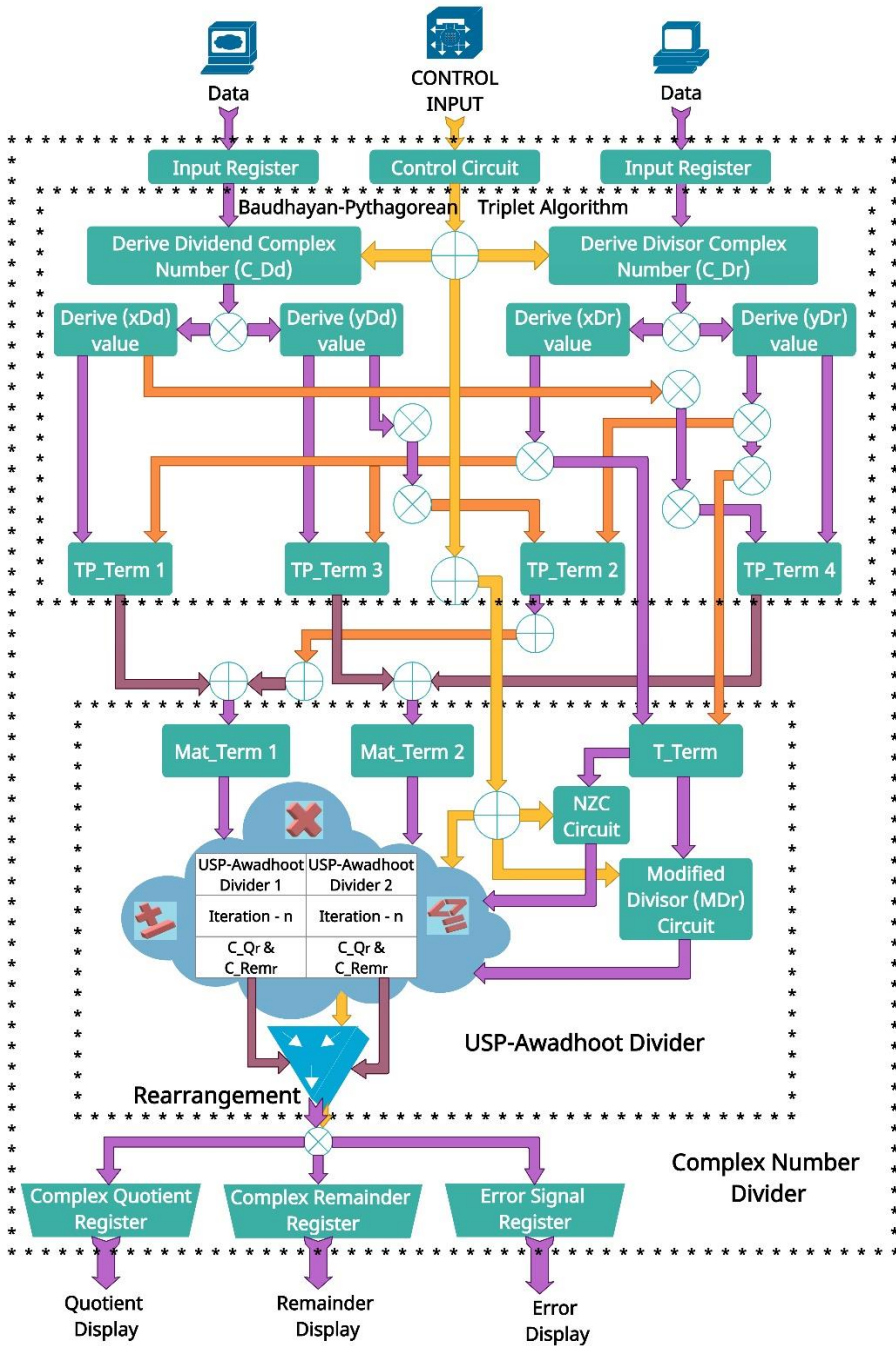 Data
CONTROL
INPUT
Data
Input Register
Control Circuit
Input Register
Baudhayan-Pythagorean Triplet Algorithm
Derive Dividend Complex
Number (C_Dd)
Derive Divisor Complex
Number (C_Dr)
Derive (xDd)
value
Derive (yDd)
value
Derive (xDr)
value
Derive (yDr)
value
TP_Term 1
TP_Term 3
TP_Term 2
TP_Term 4
Mat_Term 1
Mat_Term 2
T_Term
NZC
Circuit
Modified
Divisor (MDr)
Circuit
USP-Awadhoot
Divider 1
USP-Awadhoot
Divider 2
Iteration - n
Iteration - n
C_Qr &
C_Remr
C_Qr &
C_Remr
USP-Awadhoot Divider
Rearrangement
Complex Number
Divider
Complex Quotient
Register
Complex Remainder
Register
Error Signal
Register
Quotient
Display
Remainder
Display
Error
Display